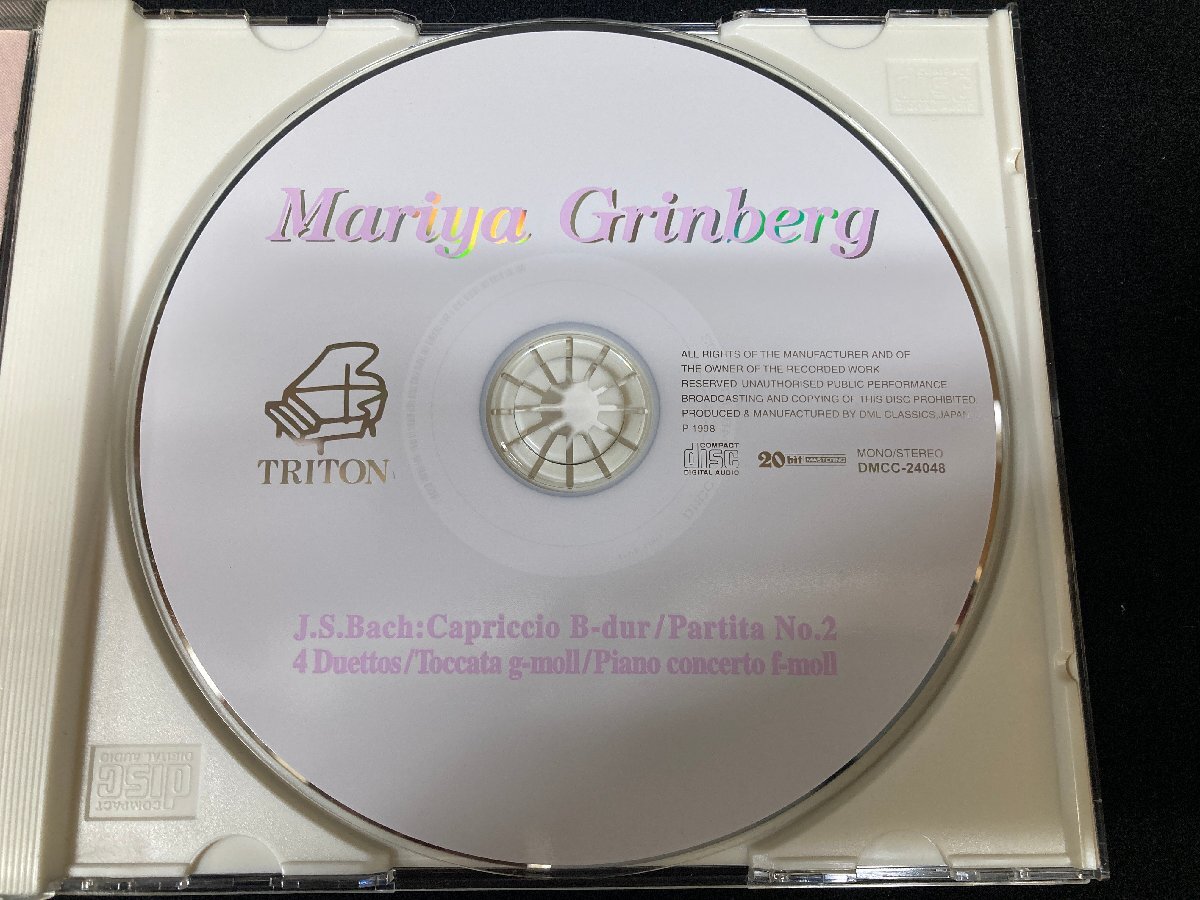 Mariya Grinberg
TRITON
ALL RIGHTS OF THE MANUFACTURER AND OF
THE OWNER OF THE RECORDED WORK
RESERVED. UNAUTHORISED PUBLIC PERFORMANCE
BROADCASTING AND COPYING OF THIS DISC PROHIBITED.
PRODUCED & MANUFACTURED BY DML CLASSICS, JAPAN
P 1998
COMPACT
disc
DIGITAL AUDIO
20 bit MASTERING
MONO/STEREO
DMCC-24048
J.S.Bach:Capriccio B-dur/Partita No.2
4 Duettos/Toccata g-moll/Piano concerto f-moll
COMPACT
disc
DIGITAL AUDIO